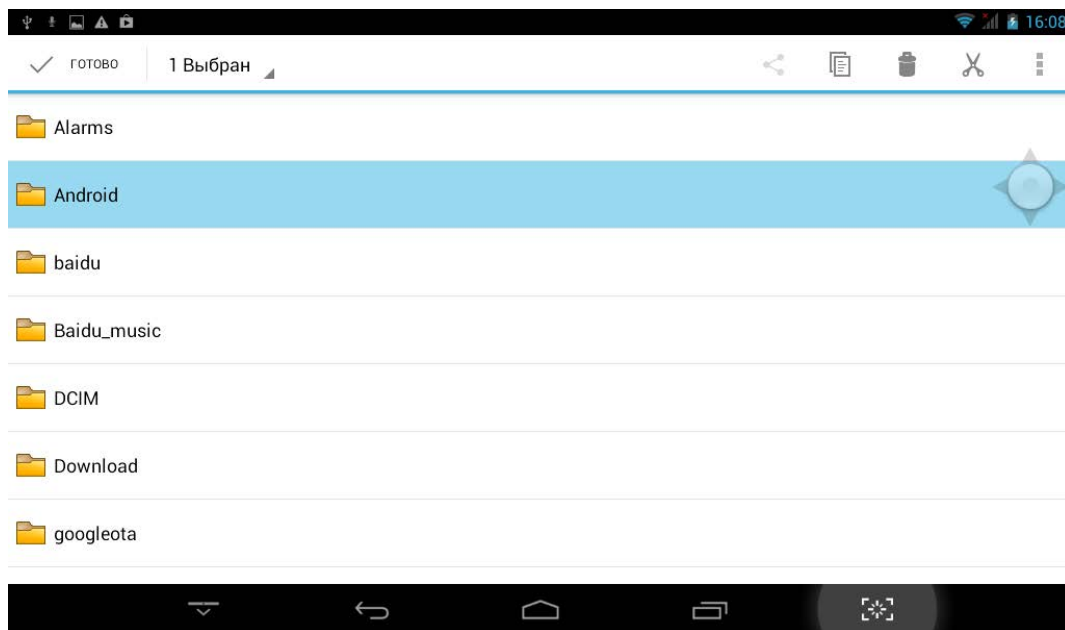 16:08
ГОТОВО 1 Выбран
Alarms
Android
baidu
Baidu_music
DCIM
Download
googleota